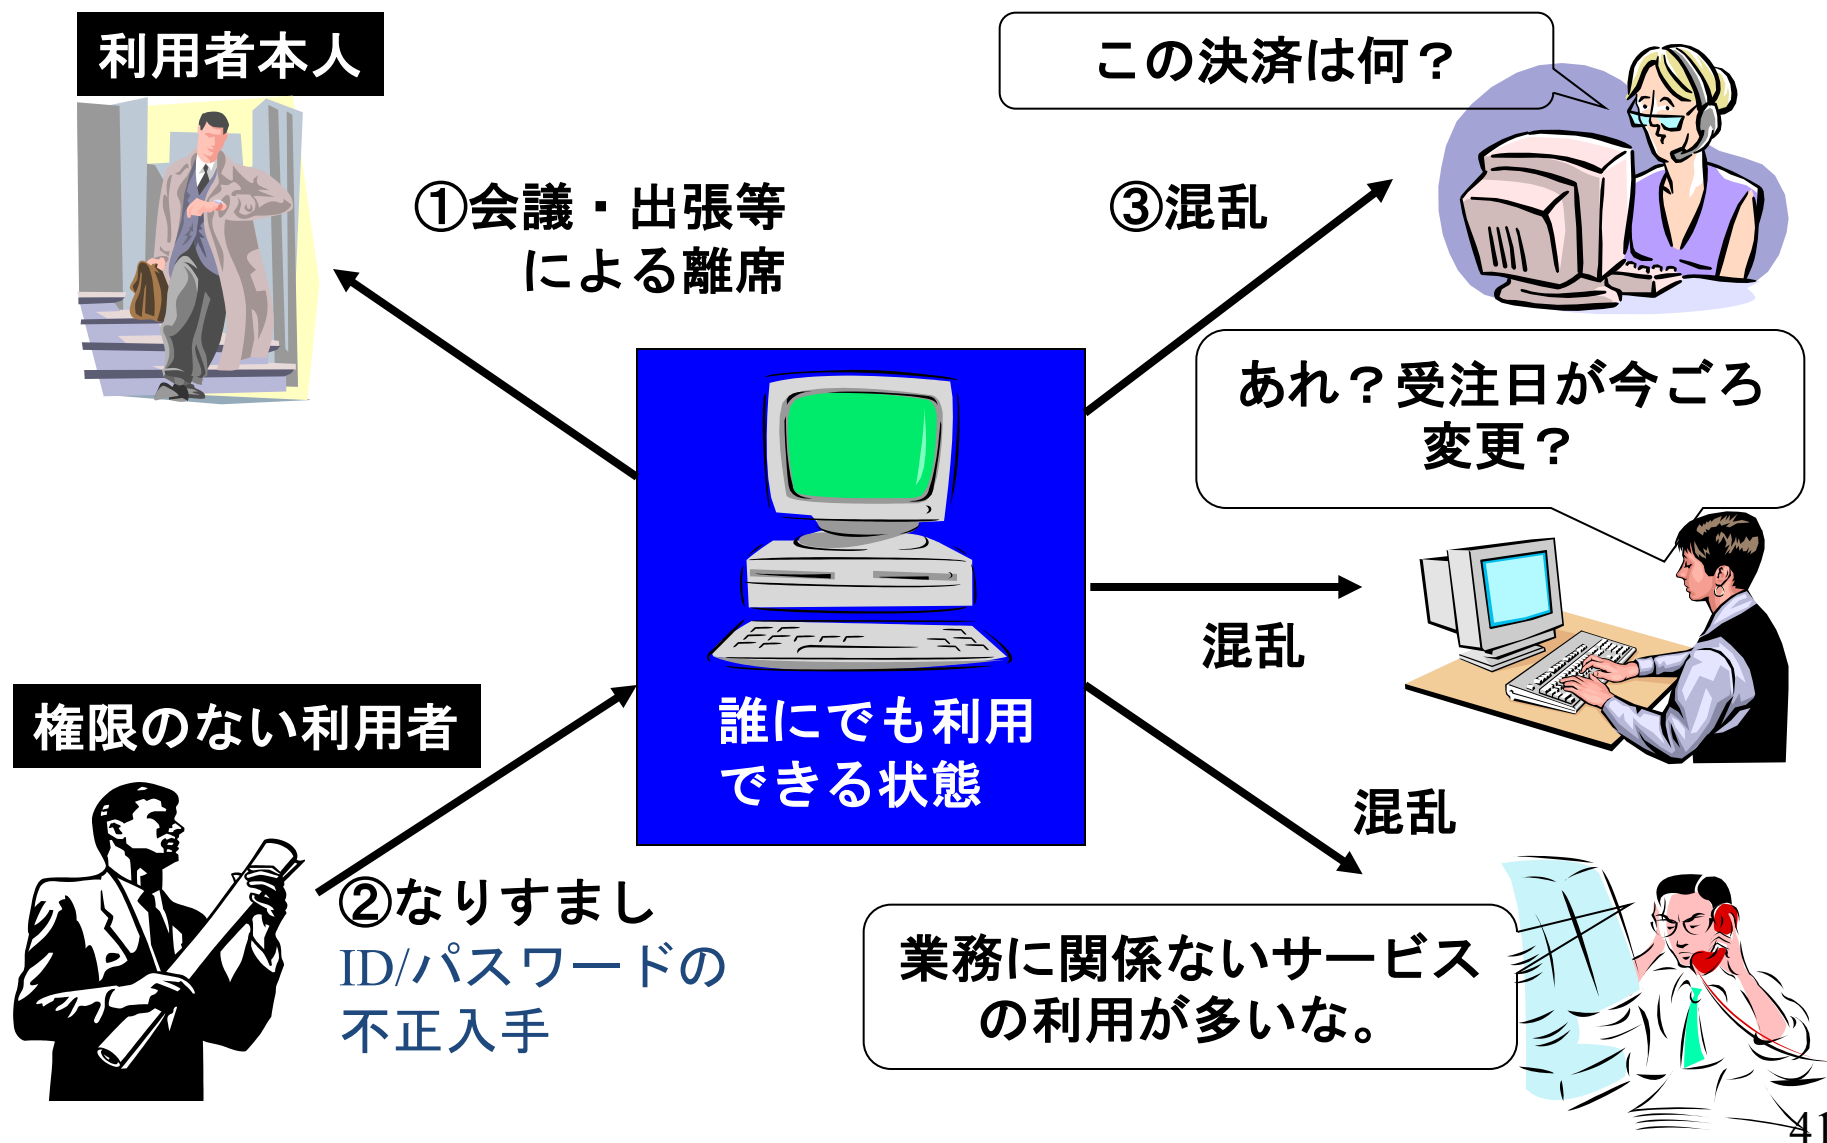 利用者本人
この決済は何？
①会議・出張等
による離席
③混乱
あれ？受注日が今ごろ
変更？
混乱
誰にでも利用
できる状態
権限のない利用者
混乱
②なりすまし
ID/パスワードの
不正入手
業務に関係ないサービス
の利用が多いな。
41